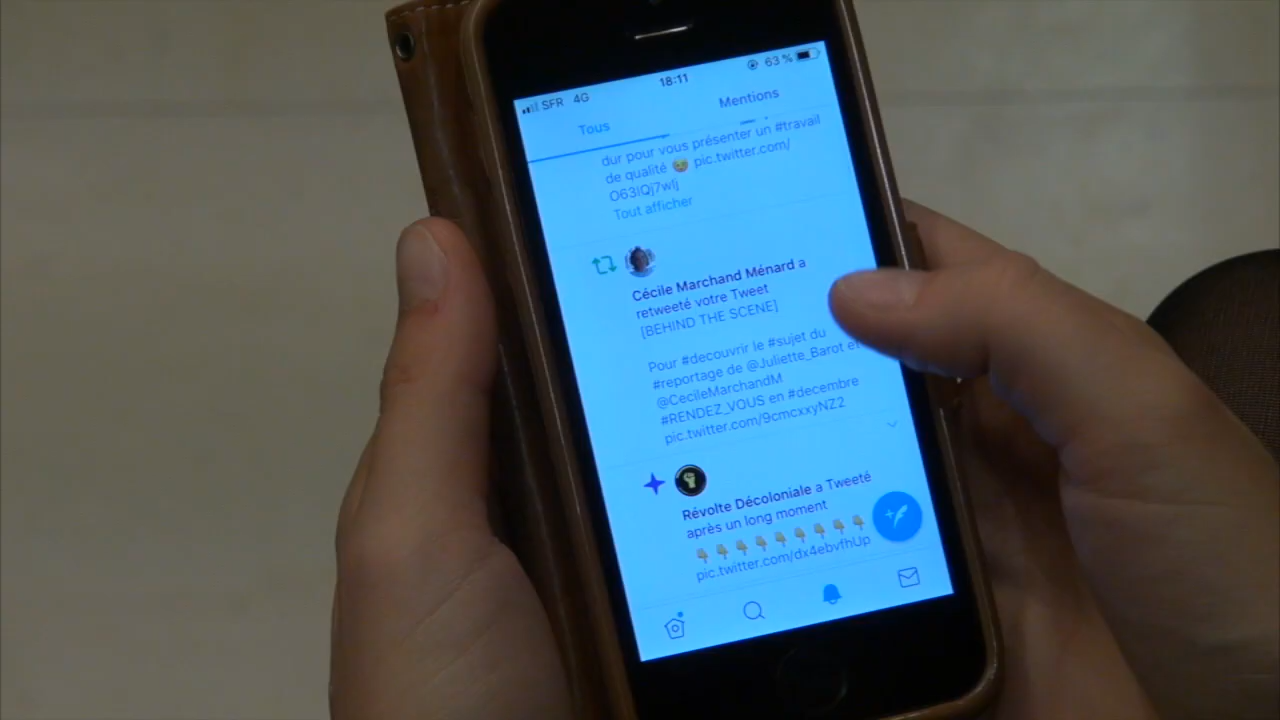 SFR 4G 18:11 63 %
Tous Mentions
dur pour vous présenter un #travail
de qualité 😉 pic.twitter.com/
O63IQj7wlj
Tout afficher
Cécile Marchand Ménard a
retweeté votre Tweet
[BEHIND THE SCENE]
Pour #decouvrir le #sujet du
#reportage de @Juliette_Barot et
@CecileMarchandM
#RENDEZ_VOUS en #decembre
pic.twitter.com/9cmcxxyNZ2
Révolte Décoloniale a Tweeté
après un long moment
👇👇👇👇👇👇👇👇👇
pic.twitter.com/dx4ebvfhUp